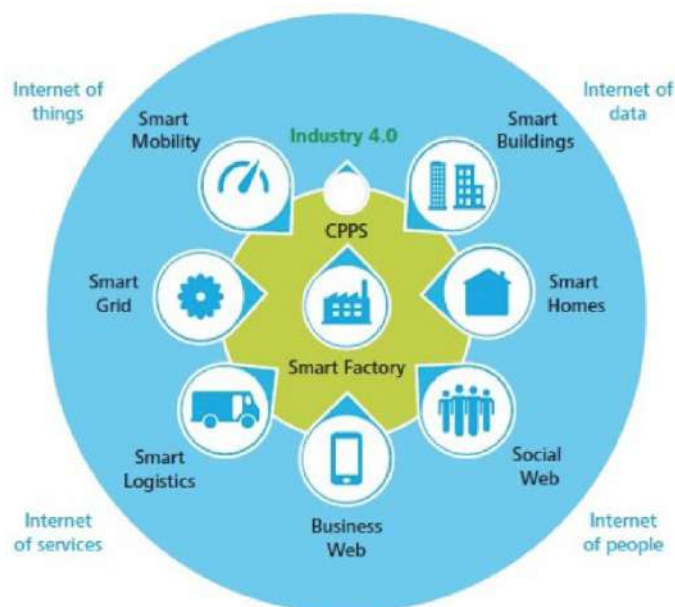 Internet of
things
Internet of
data
Smart
Mobility
Industry 4.0
Smart
Buildings
CPPS
Smart
Grid
Smart
Homes
Smart Factory
Smart
Logistics
Social
Web
Business
Web
Internet
of services
Internet
of people